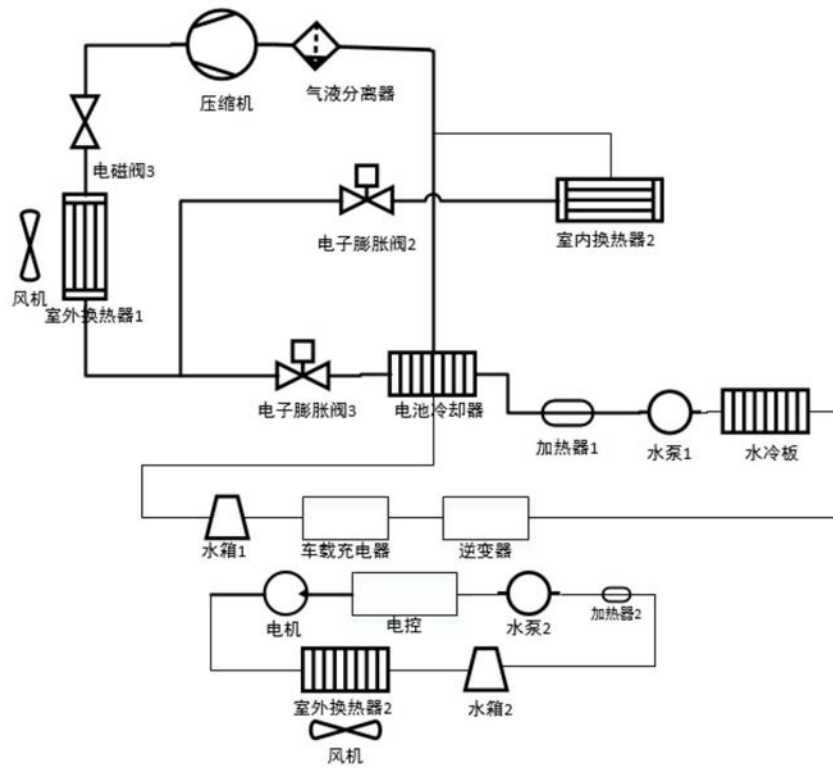 压缩机
气液分离器
电磁阀3
电子膨胀阀2
室内换热器2
风机
室外换热器1
电子膨胀阀3
电池冷却器
加热器1
水泵1
水冷板
水箱1
车载充电器
逆变器
电机
电控
水泵2
加热器2
室外换热器2
水箱2
风机